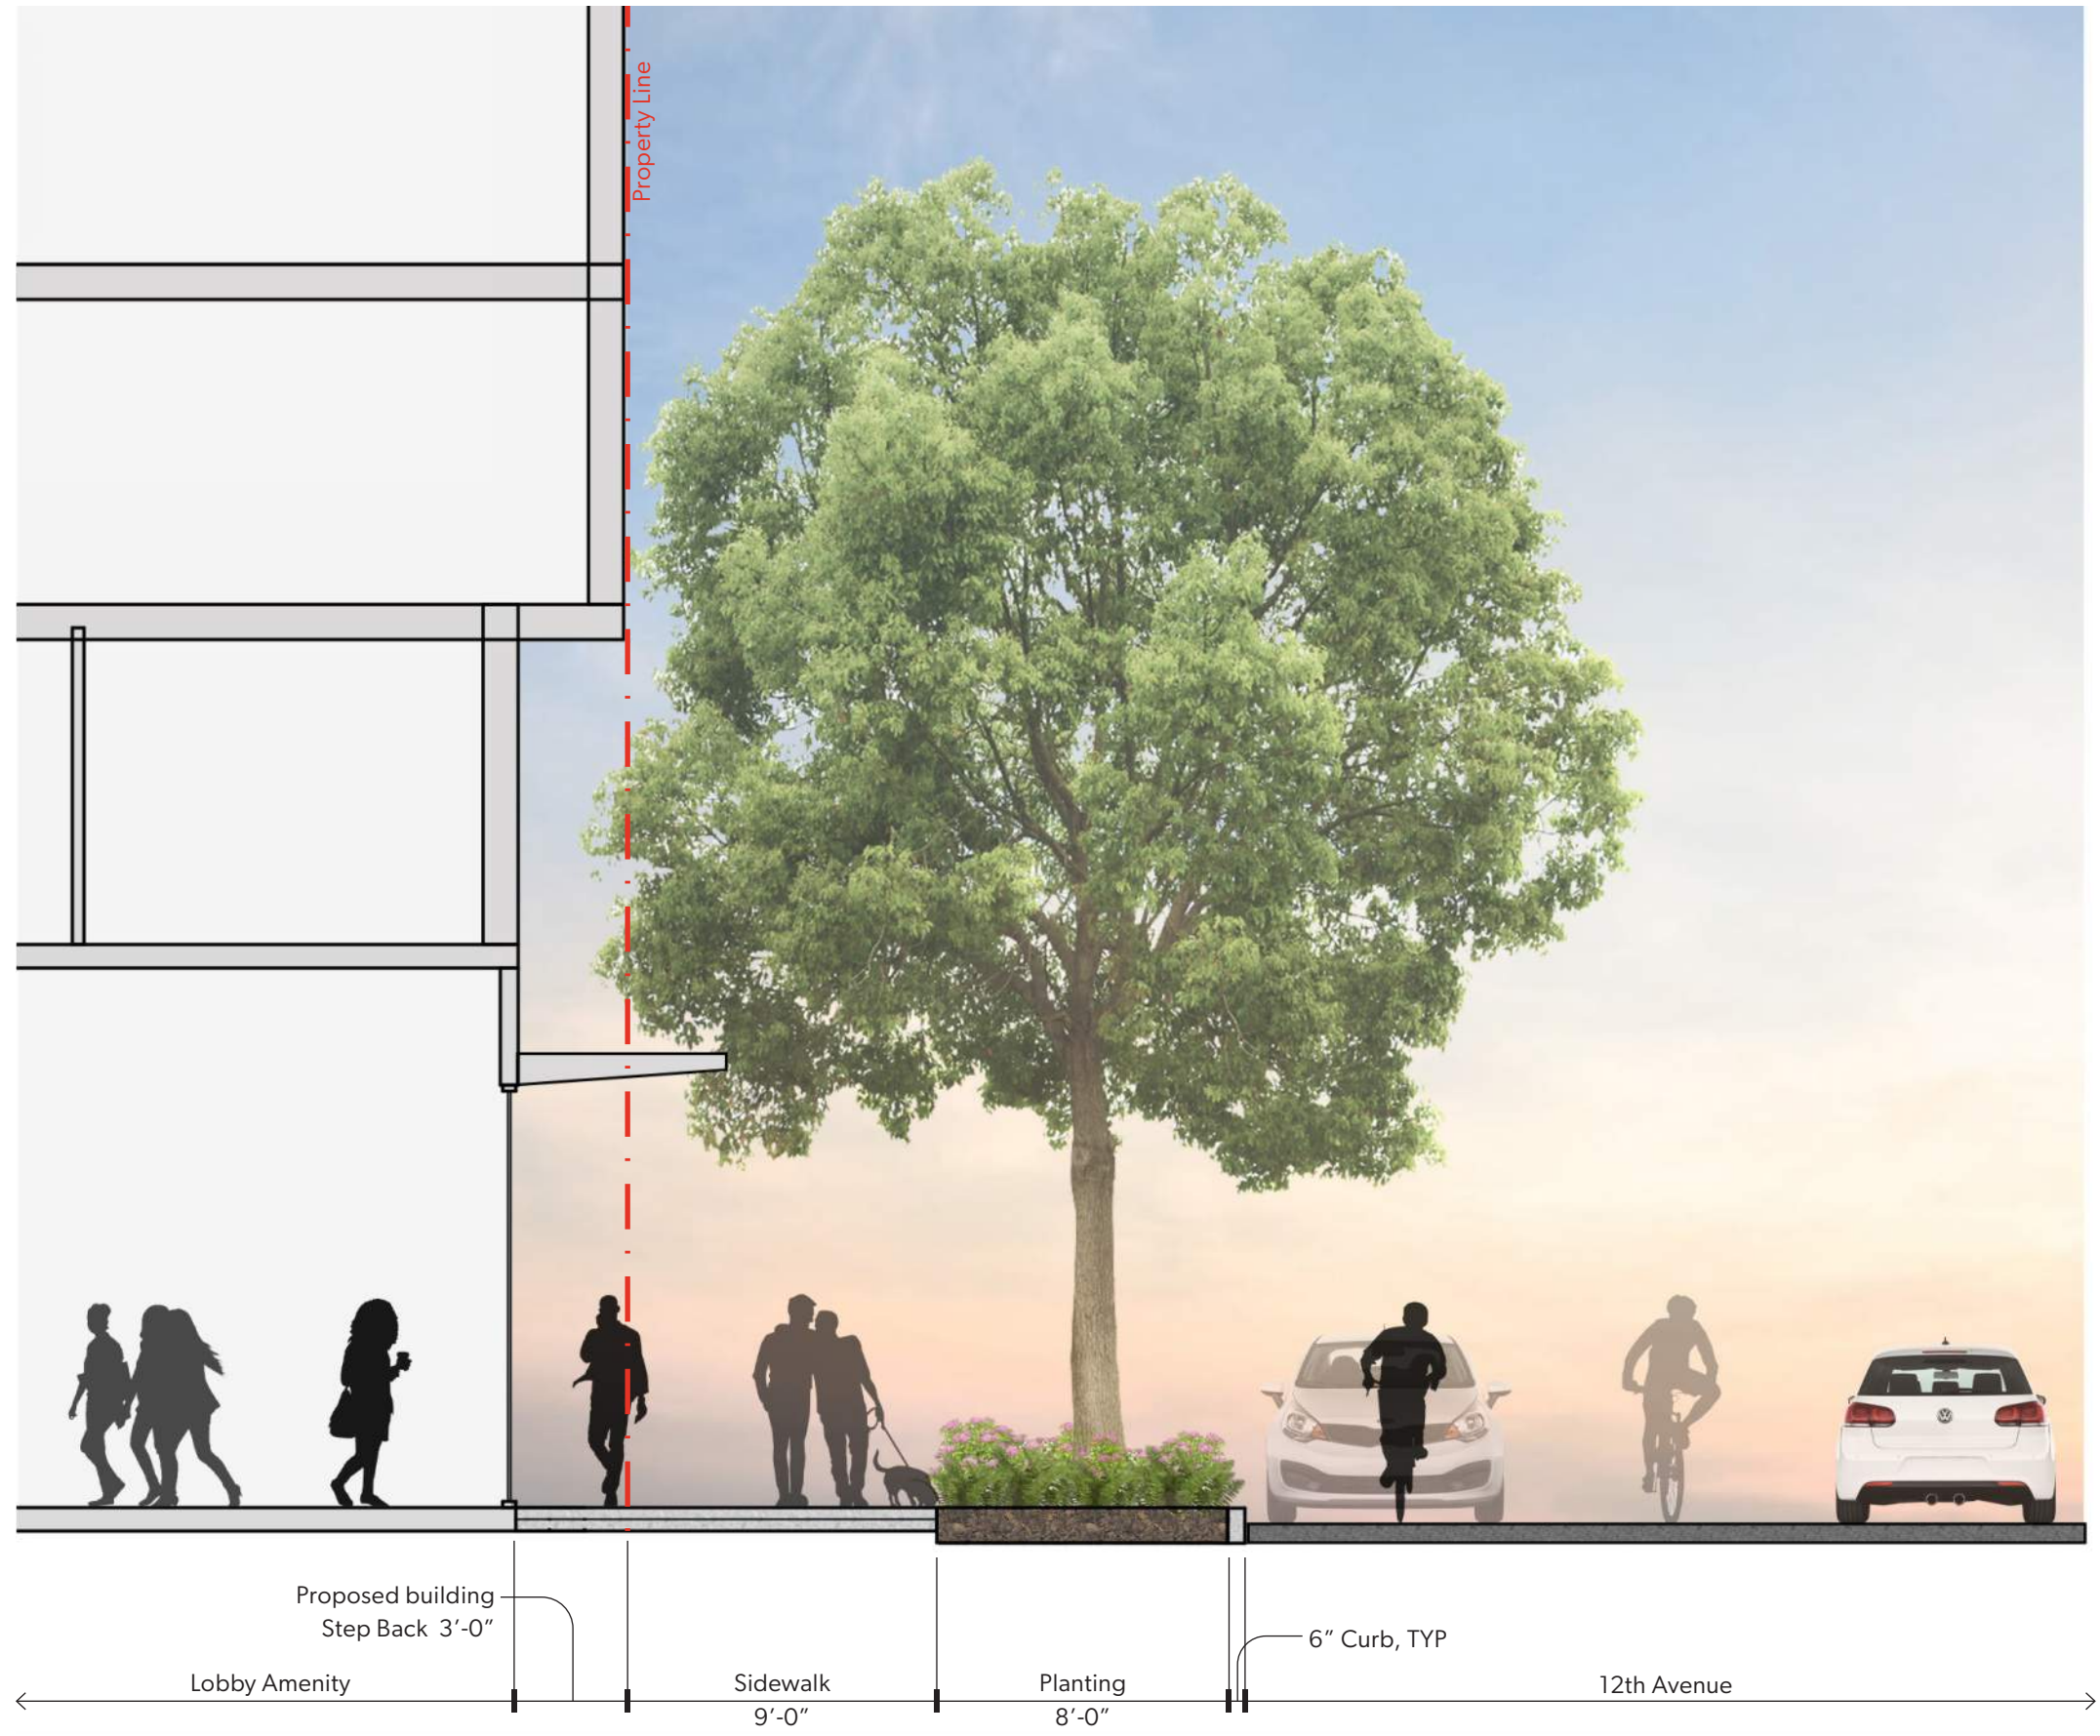 Property Line
Proposed building
Step Back 3’-0”
6” Curb, TYP
Lobby Amenity
Sidewalk
9’-0”
Planting
8’-0”
12th Avenue